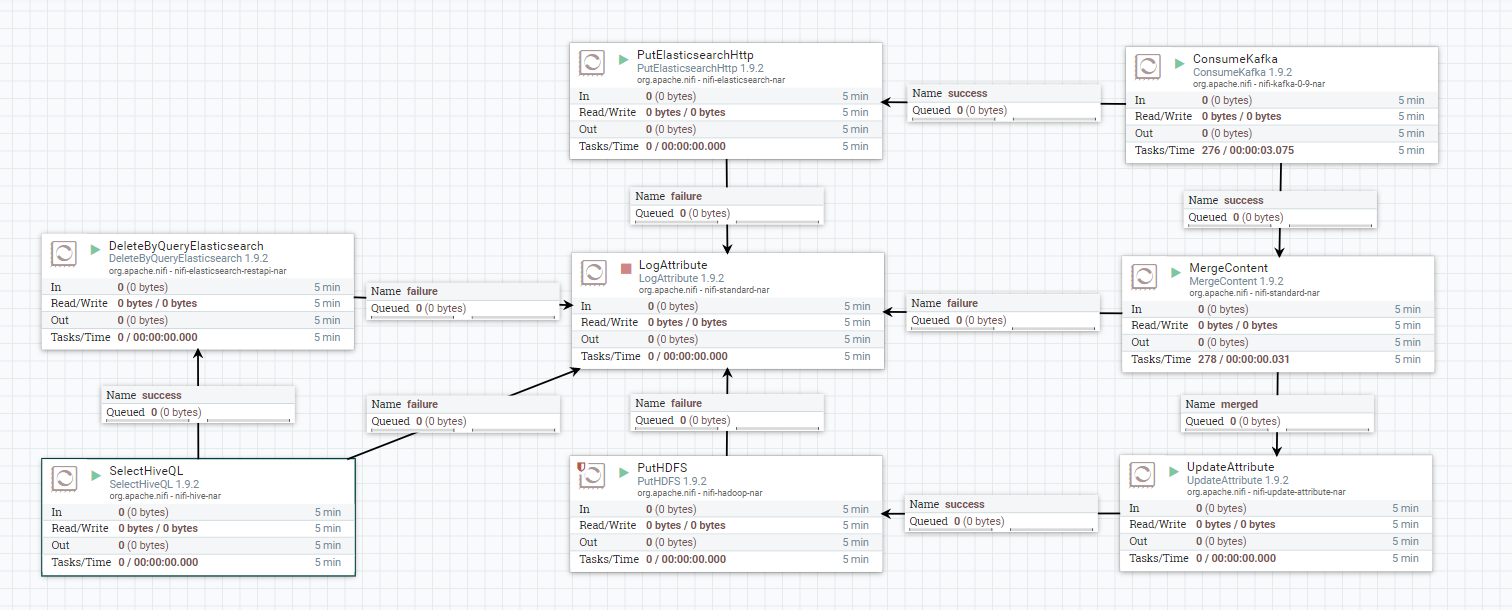 PutElasticsearchHttp
PutElasticsearchHttp 1.9.2
org.apache.nifi - nifi-elasticsearch-nar
In 0 (0 bytes) 5 min
Read/Write 0 bytes / 0 bytes 5 min
Out 0 (0 bytes) 5 min
Tasks/Time 0 / 00:00:00.000 5 min
Name success
Queued 0 (0 bytes)
ConsumeKafka
ConsumeKafka 1.9.2
org.apache.nifi - nifi-kafka-0-9-nar
In 0 (0 bytes) 5 min
Read/Write 0 bytes / 0 bytes 5 min
Out 0 (0 bytes) 5 min
Tasks/Time 276 / 00:00:03.075 5 min
Name failure
Queued 0 (0 bytes)
Name success
Queued 0 (0 bytes)
DeleteByQueryElasticsearch
DeleteByQueryElasticsearch 1.9.2
org.apache.nifi - nifi-elasticsearch-restapi-nar
In 0 (0 bytes) 5 min
Read/Write 0 bytes / 0 bytes 5 min
Out 0 (0 bytes) 5 min
Tasks/Time 0 / 00:00:00.000 5 min
Name failure
Queued 0 (0 bytes)
LogAttribute
LogAttribute 1.9.2
org.apache.nifi - nifi-standard-nar
In 0 (0 bytes) 5 min
Read/Write 0 bytes / 0 bytes 5 min
Out 0 (0 bytes) 5 min
Tasks/Time 0 / 00:00:00.000 5 min
Name failure
Queued 0 (0 bytes)
MergeContent
MergeContent 1.9.2
org.apache.nifi - nifi-standard-nar
In 0 (0 bytes) 5 min
Read/Write 0 bytes / 0 bytes 5 min
Out 0 (0 bytes) 5 min
Tasks/Time 278 / 00:00:00.031 5 min
Name success
Queued 0 (0 bytes)
Name failure
Queued 0 (0 bytes)
Name failure
Queued 0 (0 bytes)
Name merged
Queued 0 (0 bytes)
SelectHiveQL
SelectHiveQL 1.9.2
org.apache.nifi - nifi-hive-nar
In 0 (0 bytes) 5 min
Read/Write 0 bytes / 0 bytes 5 min
Out 0 (0 bytes) 5 min
Tasks/Time 0 / 00:00:00.000 5 min
PutHDFS
PutHDFS 1.9.2
org.apache.nifi - nifi-hadoop-nar
In 0 (0 bytes) 5 min
Read/Write 0 bytes / 0 bytes 5 min
Out 0 (0 bytes) 5 min
Tasks/Time 0 / 00:00:00.000 5 min
Name success
Queued 0 (0 bytes)
UpdateAttribute
UpdateAttribute 1.9.2
org.apache.nifi - nifi-update-attribute-nar
In 0 (0 bytes) 5 min
Read/Write 0 bytes / 0 bytes 5 min
Out 0 (0 bytes) 5 min
Tasks/Time 0 / 00:00:00.000 5 min